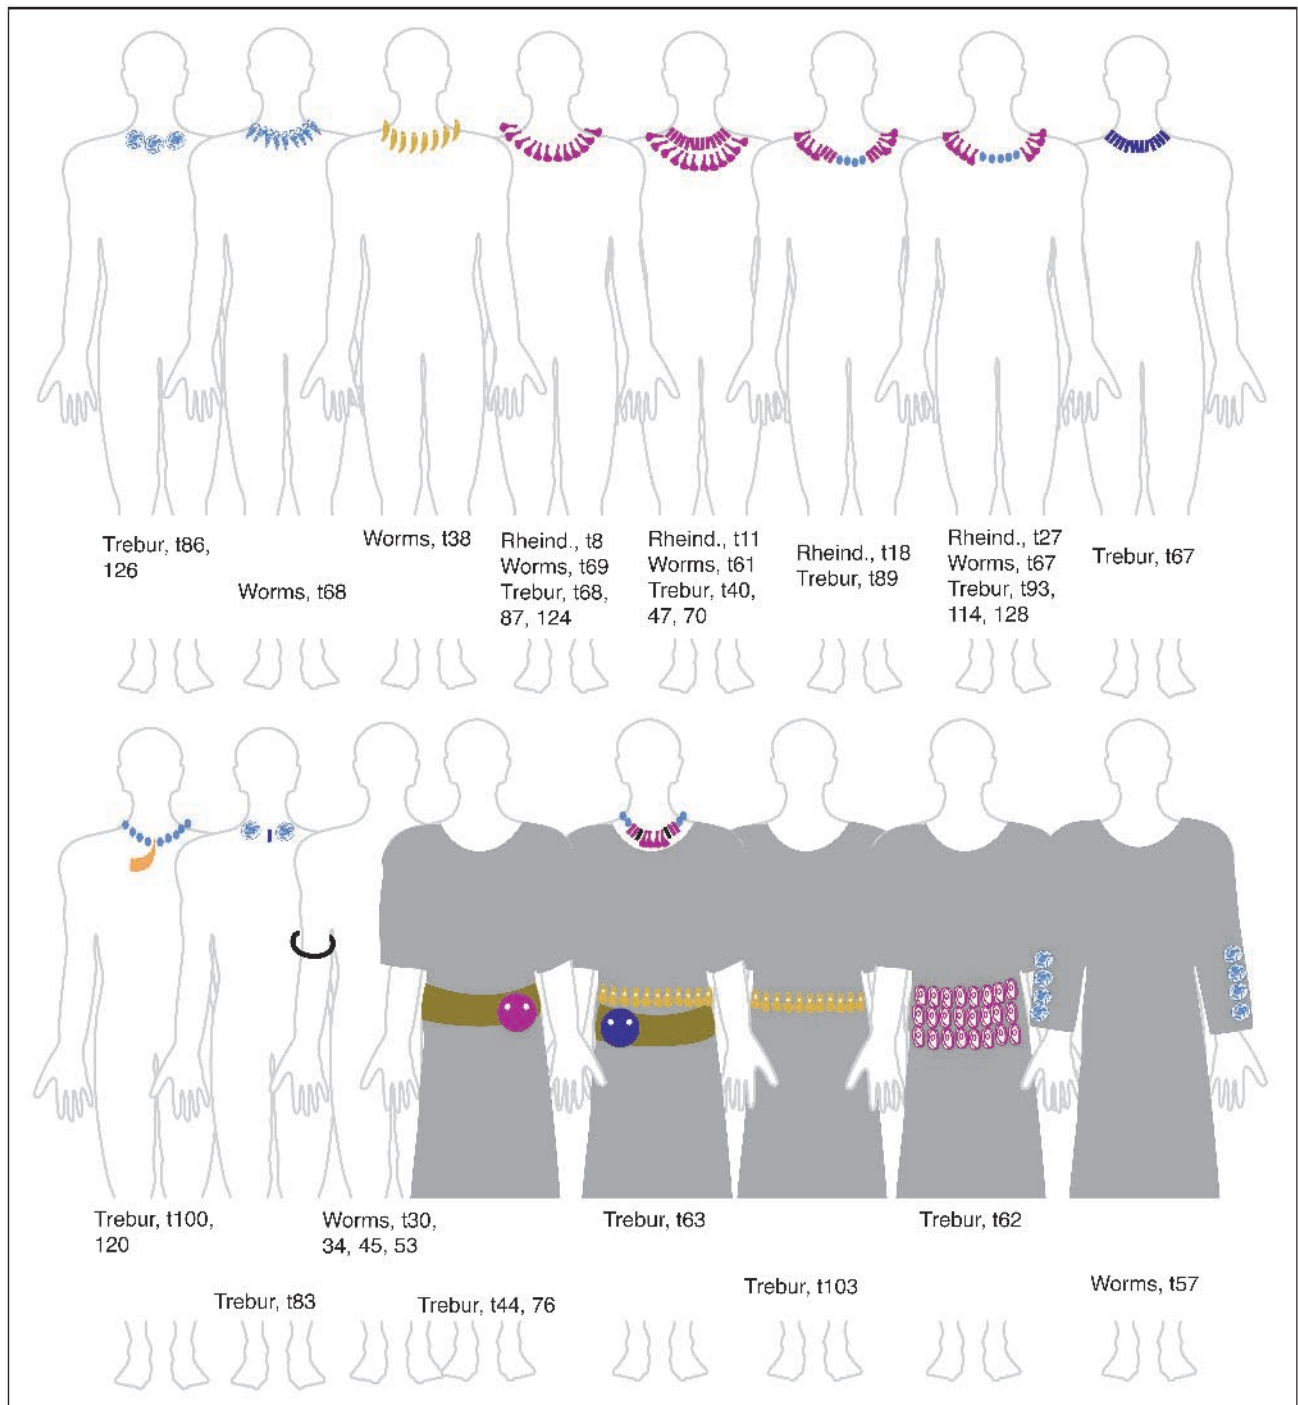 Trebur, t86,
126
Worms, t68
Worms, t38
Rheind., t8
Worms, t69
Trebur, t68,
87, 124
Rheind., t11
Worms, t61
Trebur, t40,
47, 70
Rheind., t18
Trebur, t89
Rheind., t27
Worms, t67
Trebur, t93,
114, 128
Trebur, t67
Trebur, t100,
120
Trebur, t83
Worms, t30,
34, 45, 53
Trebur, t44, 76
Trebur, t63
Trebur, t103
Trebur, t62
Worms, t57